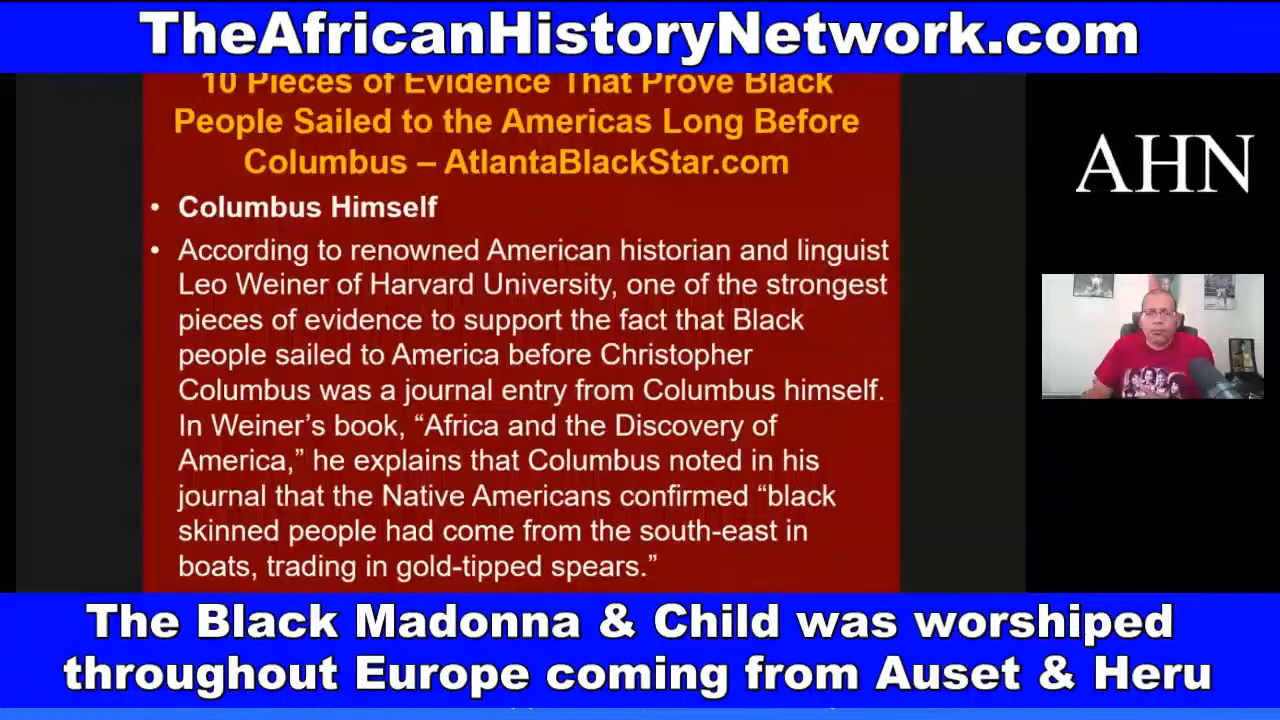 TheAfricanHistoryNetwork.com
10 Pieces of Evidence That Prove Black
People Sailed to the Americas Long Before
Columbus – AtlantaBlackStar.com
AHN
• Columbus Himself
• According to renowned American historian and linguist
Leo Weiner of Harvard University, one of the strongest
pieces of evidence to support the fact that Black
people sailed to America before Christopher
Columbus was a journal entry from Columbus himself.
In Weiner’s book, “Africa and the Discovery of
America,” he explains that Columbus noted in his
journal that the Native Americans confirmed “black
skinned people had come from the south-east in
boats, trading in gold-tipped spears.”
The Black Madonna & Child was worshiped
throughout Europe coming from Auset & Heru